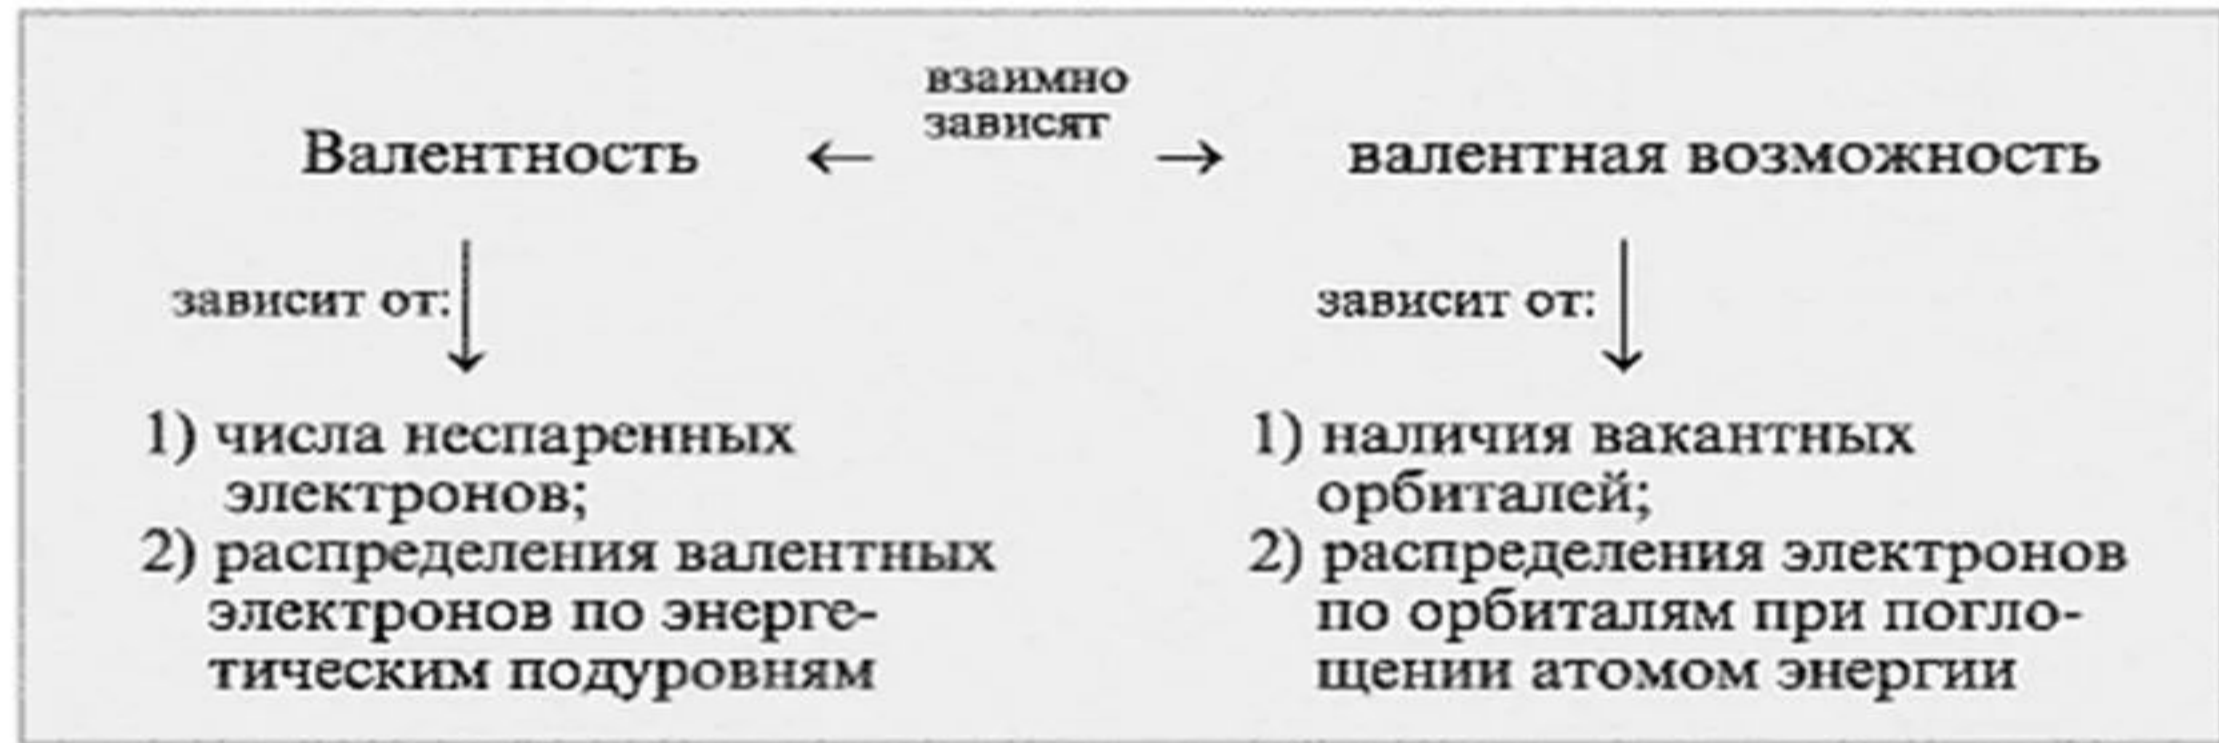 взаимно
зависят
Валентность ← → валентная возможность
зависит от:
зависит от:
1) числа неспаренных
электронов;
2) распределения валентных
электронов по энерге-
тическим подуровням
1) наличия вакантных
орбиталей;
2) распределения электронов
по орбиталям при погло-
щении атомом энергии